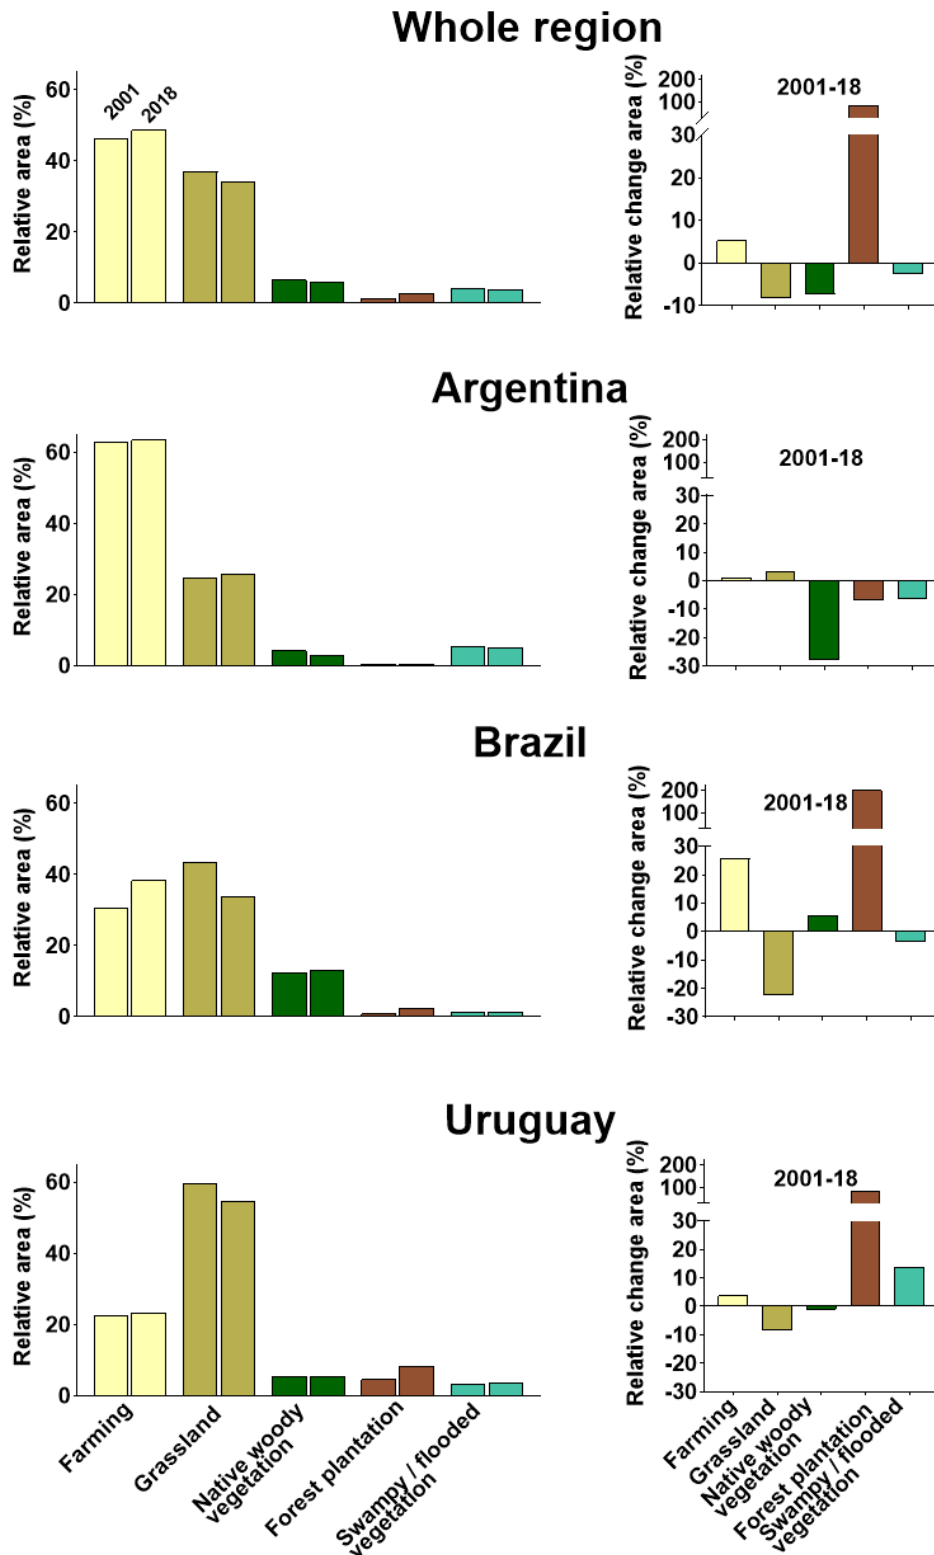 Whole region
Relative area (%)
60
40
20
0
2001
2018
Relative change area (%)
200
100
30
20
10
0
-10
2001-18
Argentina
Relative area (%)
60
40
20
0
Relative change area (%)
200
100
30
20
10
0
-10
-20
-30
2001-18
Brazil
Relative area (%)
60
40
20
0
Relative change area (%)
200
100
30
20
10
0
-10
-20
-30
2001-18
Uruguay
Relative area (%)
60
40
20
0
Farming
Grassland
Native woody
vegetation
Forest plantation
Swampy / flooded
vegetation
Relative change area (%)
200
100
30
20
10
0
-10
-20
-30
2001-18
Farming
Grassland
Native woody
vegetation
Forest plantation
Swampy / flooded
vegetation